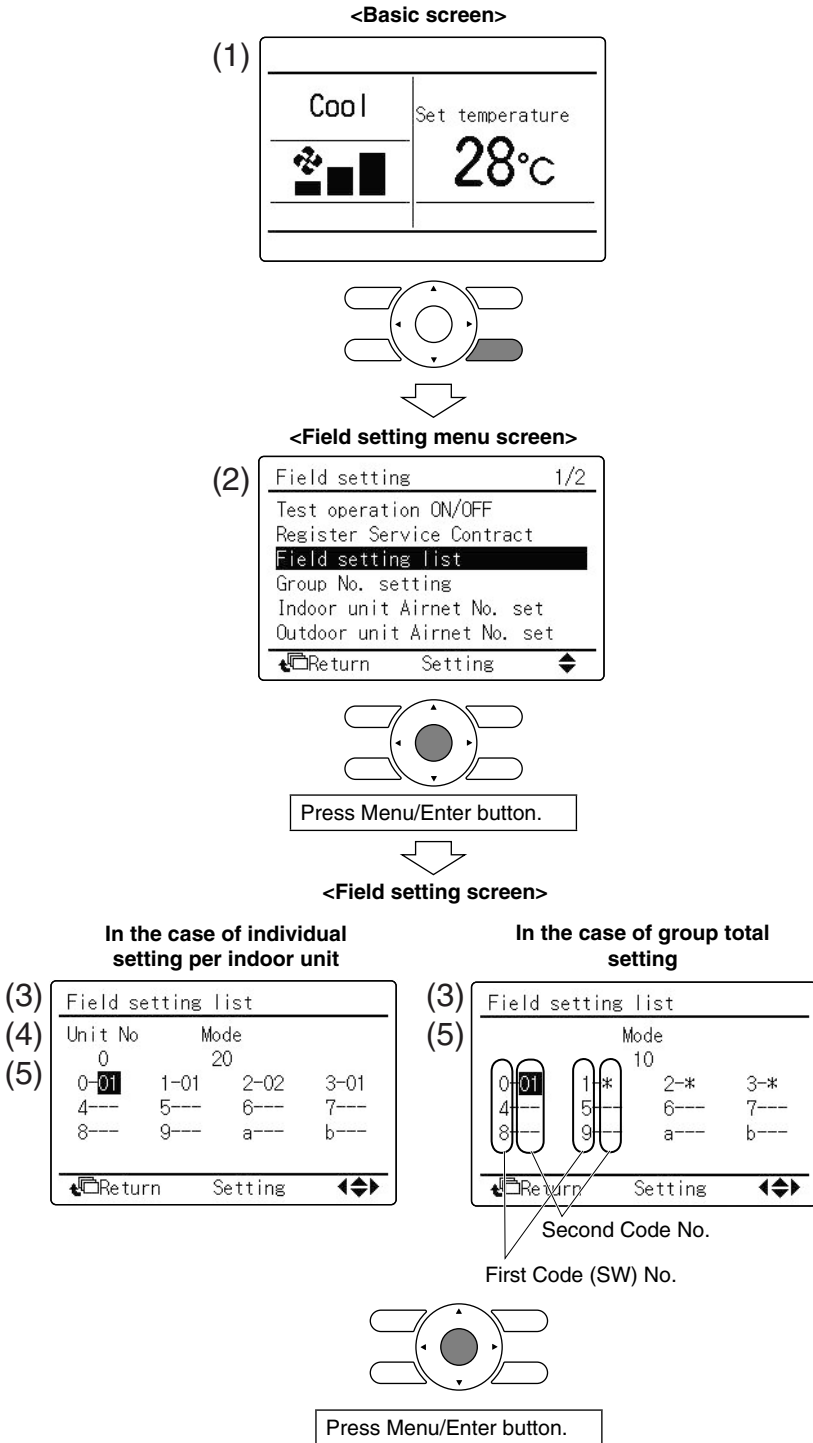 <Basic screen>
(1)
Cool
Set temperature
28°C
<Field setting menu screen>
(2)
Field setting 1/2
Test operation ON/OFF
Register Service Contract
Field setting list
Group No. setting
Indoor unit Airnet No. set
Outdoor unit Airnet No. set
Return Setting
Press Menu/Enter button.
<Field setting screen>
In the case of individual
setting per indoor unit
(3) Field setting list
(4) Unit No Mode
0 20
(5) 0-01 1-01 2-02 3-01
4--- 5--- 6--- 7---
8--- 9--- a--- b---
Return Setting
In the case of group total
setting
(3) Field setting list
(5) Mode
10
0-01 1-* 2-* 3-*
4--- 5--- 6--- 7---
8--- 9--- a--- b---
Return Setting
Second Code No.
First Code (SW) No.
Press Menu/Enter button.